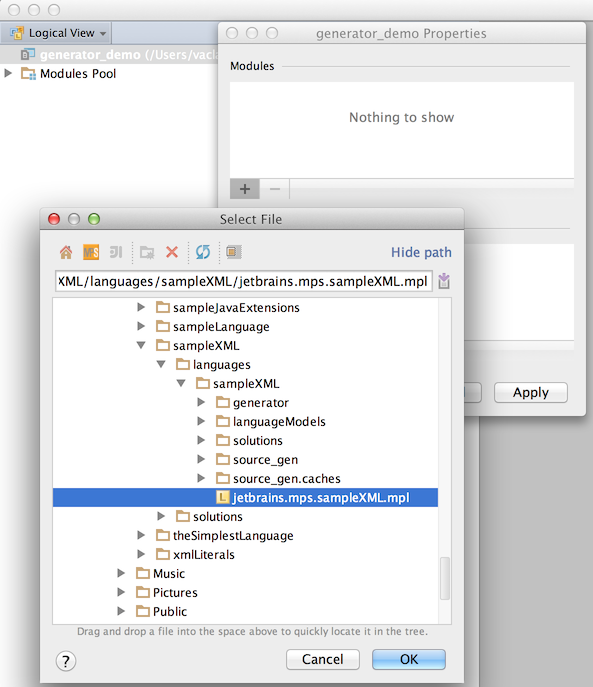 Logical View
generator_demo Properties
generator_demo (/Users/vacla
Modules Pool
Modules
Nothing to show
Select File
Hide path
XML/languages/sampleXML/jetbrains.mps.sampleXML.mpl
sampleJavaExtensions
sampleLanguage
sampleXML
languages
sampleXML
generator
languageModels
solutions
source_gen
source_gen.caches
L jetbrains.mps.sampleXML.mpl
solutions
theSimplestLanguage
xmlLiterals
Music
Pictures
Public
Apply
Drag and drop a file into the space above to quickly locate it in the tree.
? Cancel OK